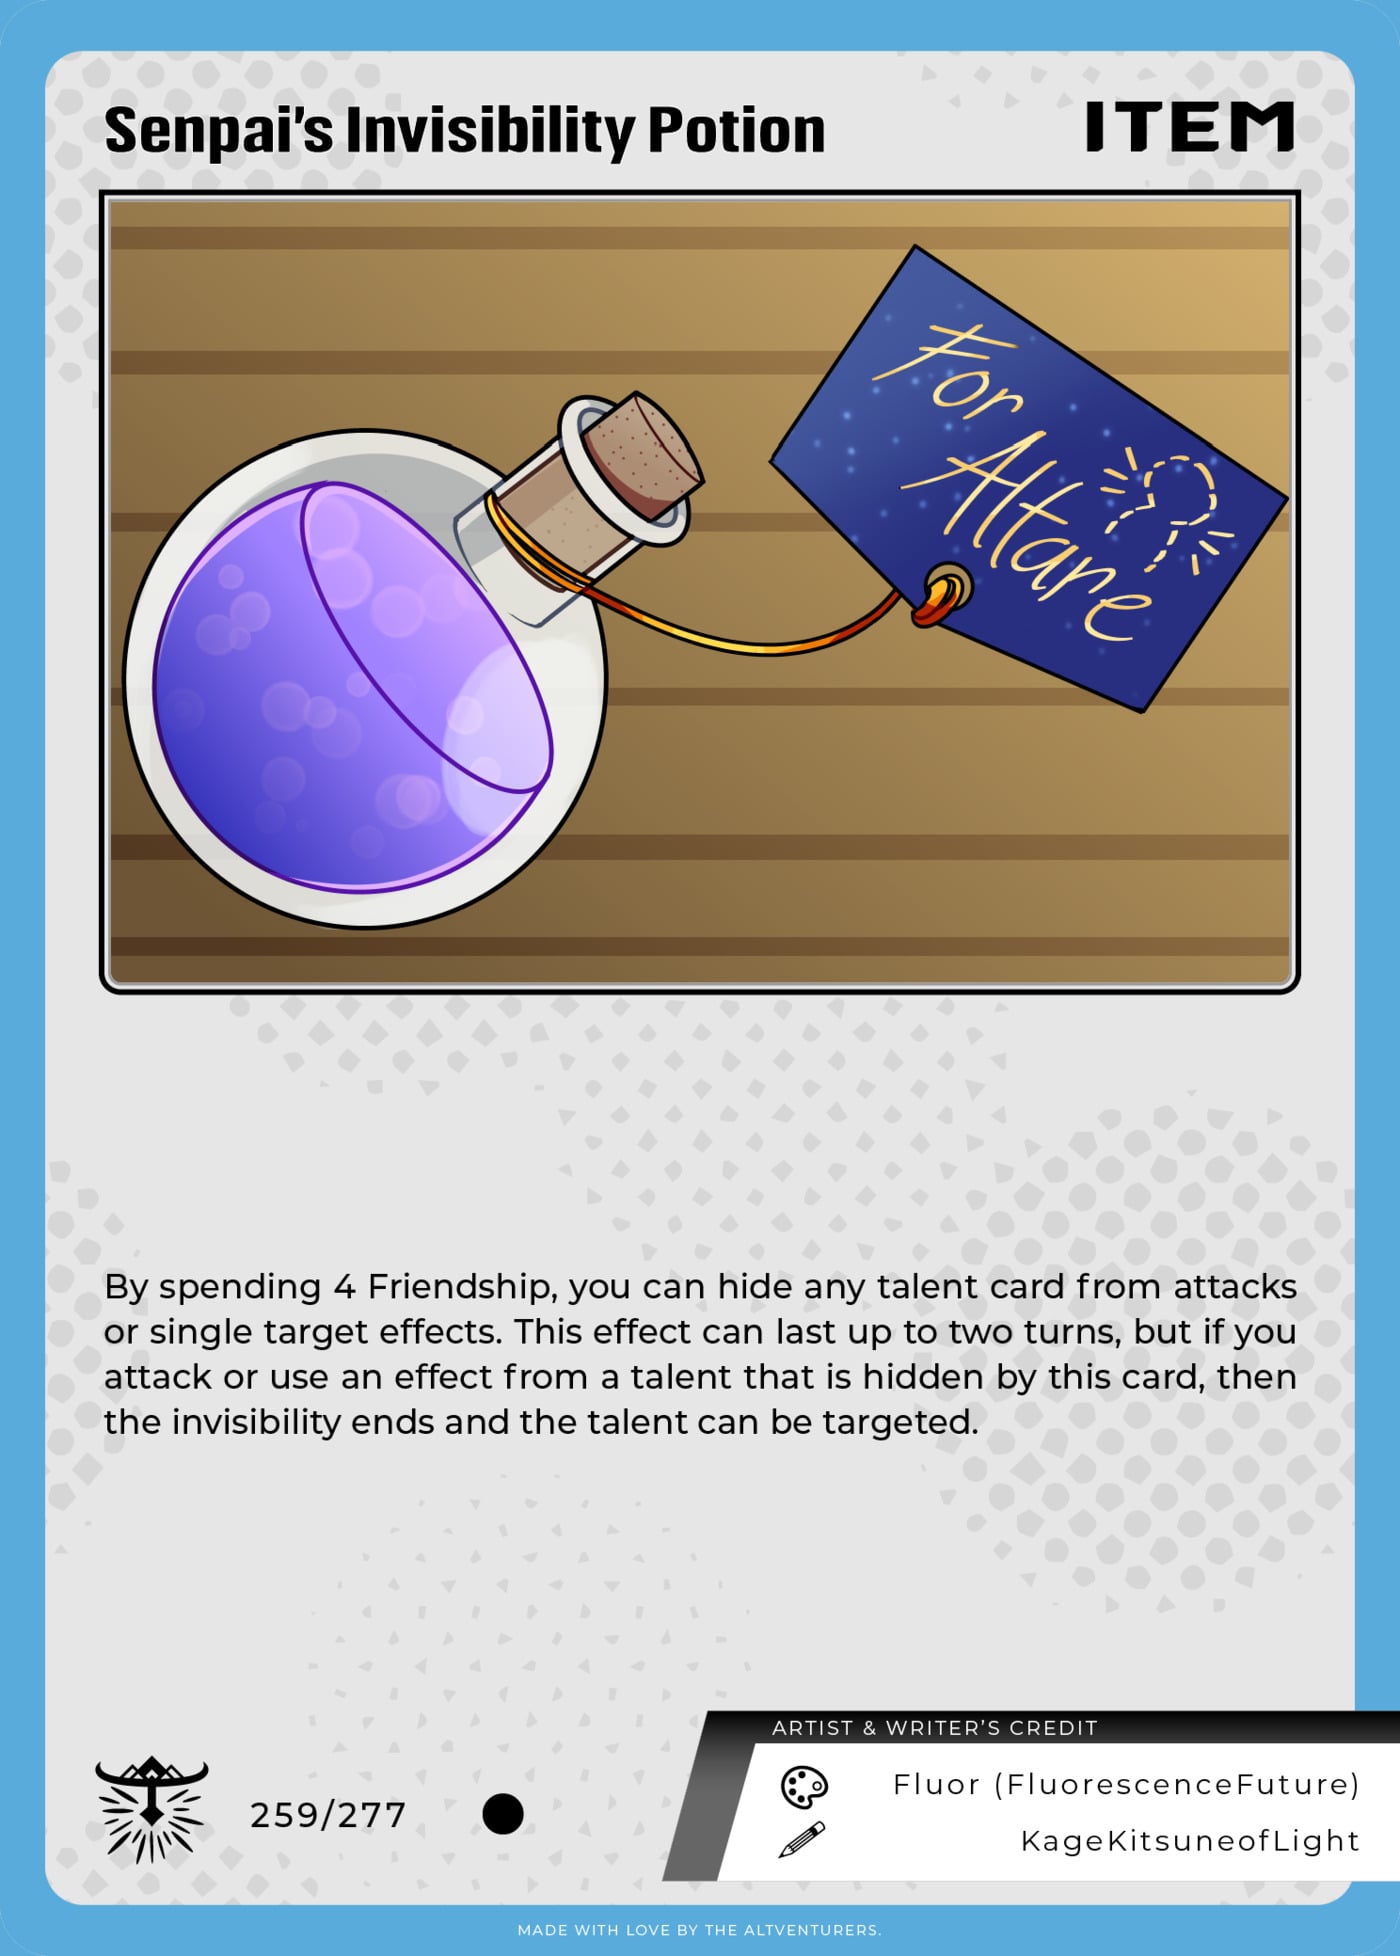 Senpai's Invisibility Potion
ITEM
For
Altare
By spending 4 Friendship, you can hide any talent card from attacks
or single target effects. This effect can last up to two turns, but if you
attack or use an effect from a talent that is hidden by this card, then
the invisibility ends and the talent can be targeted.
ARTIST & WRITER'S CREDIT
Fluor (FluorescenceFuture)
KageKitsuneofLight
259/277
MADE WITH LOVE BY THE ALTVENTURERS.